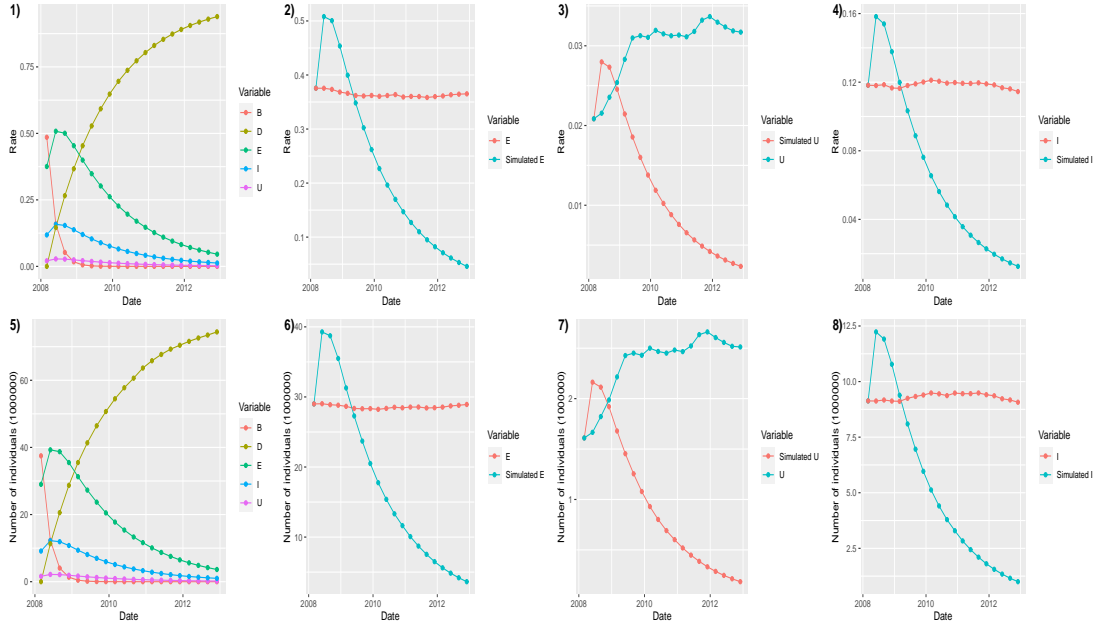 1)
Rate
0.75
0.50
0.25
0.00
2008
2010
2012
Date
Variable
B
D
E
I
U
2)
Rate
0.5
0.4
0.3
0.2
0.1
2008
2010
2012
Date
Variable
E
Simulated E
3)
Rate
0.03
0.02
0.01
2008
2010
2012
Date
Variable
Simulated U
U
4)
Rate
0.16
0.12
0.08
0.04
2008
2010
2012
Date
Variable
I
Simulated I
5)
Number of individuals (1000000)
60
40
20
0
2008
2010
2012
Date
Variable
B
D
E
I
U
6)
Number of individuals (1000000)
40
30
20
10
2008
2010
2012
Date
Variable
E
Simulated E
7)
Number of individuals (1000000)
2
1
2008
2010
2012
Date
Variable
Simulated U
U
8)
Number of individuals (1000000)
12.5
10.0
7.5
5.0
2.5
2008
2010
2012
Date
Variable
I
Simulated I